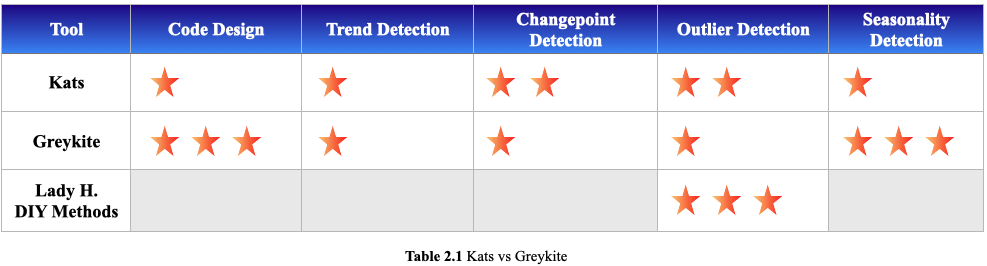 Tool Code Design Trend Detection Changepoint Detection Outlier Detection Seasonality Detection
Kats
Greykite
Lady H.
DIY Methods
Table 2.1 Kats vs Greykite